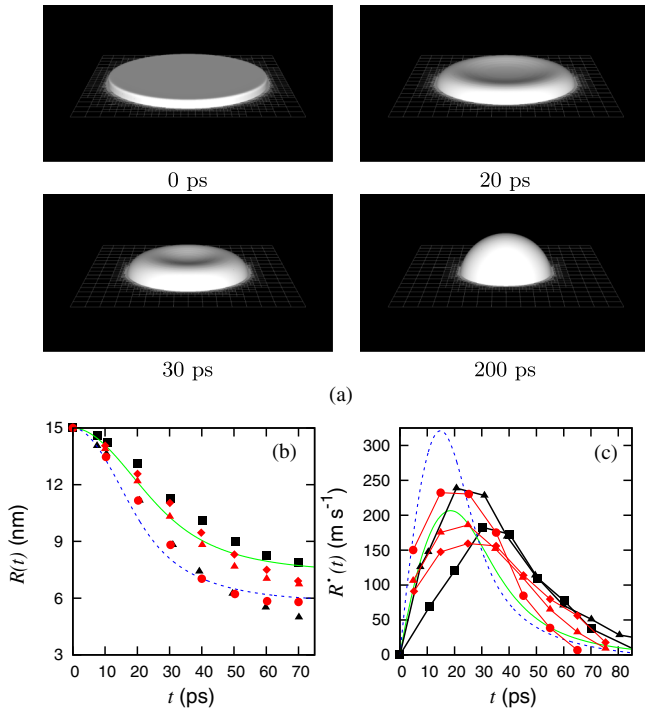 0 ps
20 ps
30 ps
200 ps
(a)
15
12
9
6
3
0 10 20 30 40 50 60 70
R(t) (nm)
t (ps)
(b)
300
250
200
150
100
50
0
0 10 20 30 40 50 60 70 80
R˙(t) (m s⁻¹)
t (ps)
(c)